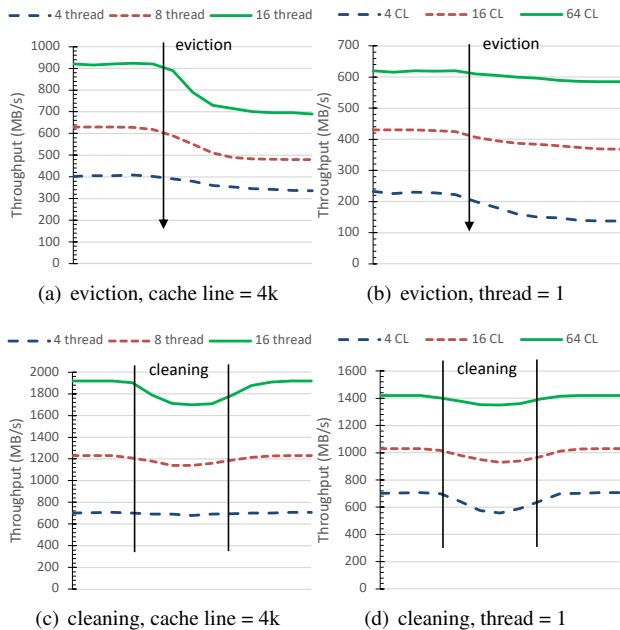 4 thread 8 thread 16 thread
eviction
Throughput (MB/s)
1000
900
800
700
600
500
400
300
200
100
0
(a) eviction, cache line = 4k
4 CL 16 CL 64 CL
eviction
Throughput (MB/s)
700
600
500
400
300
200
100
0
(b) eviction, thread = 1
4 thread 8 thread 16 thread
cleaning
Throughput (MB/s)
2000
1800
1600
1400
1200
1000
800
600
400
200
0
(c) cleaning, cache line = 4k
4 CL 16 CL 64 CL
cleaning
Throughput (MB/s)
1600
1400
1200
1000
800
600
400
200
0
(d) cleaning, thread = 1